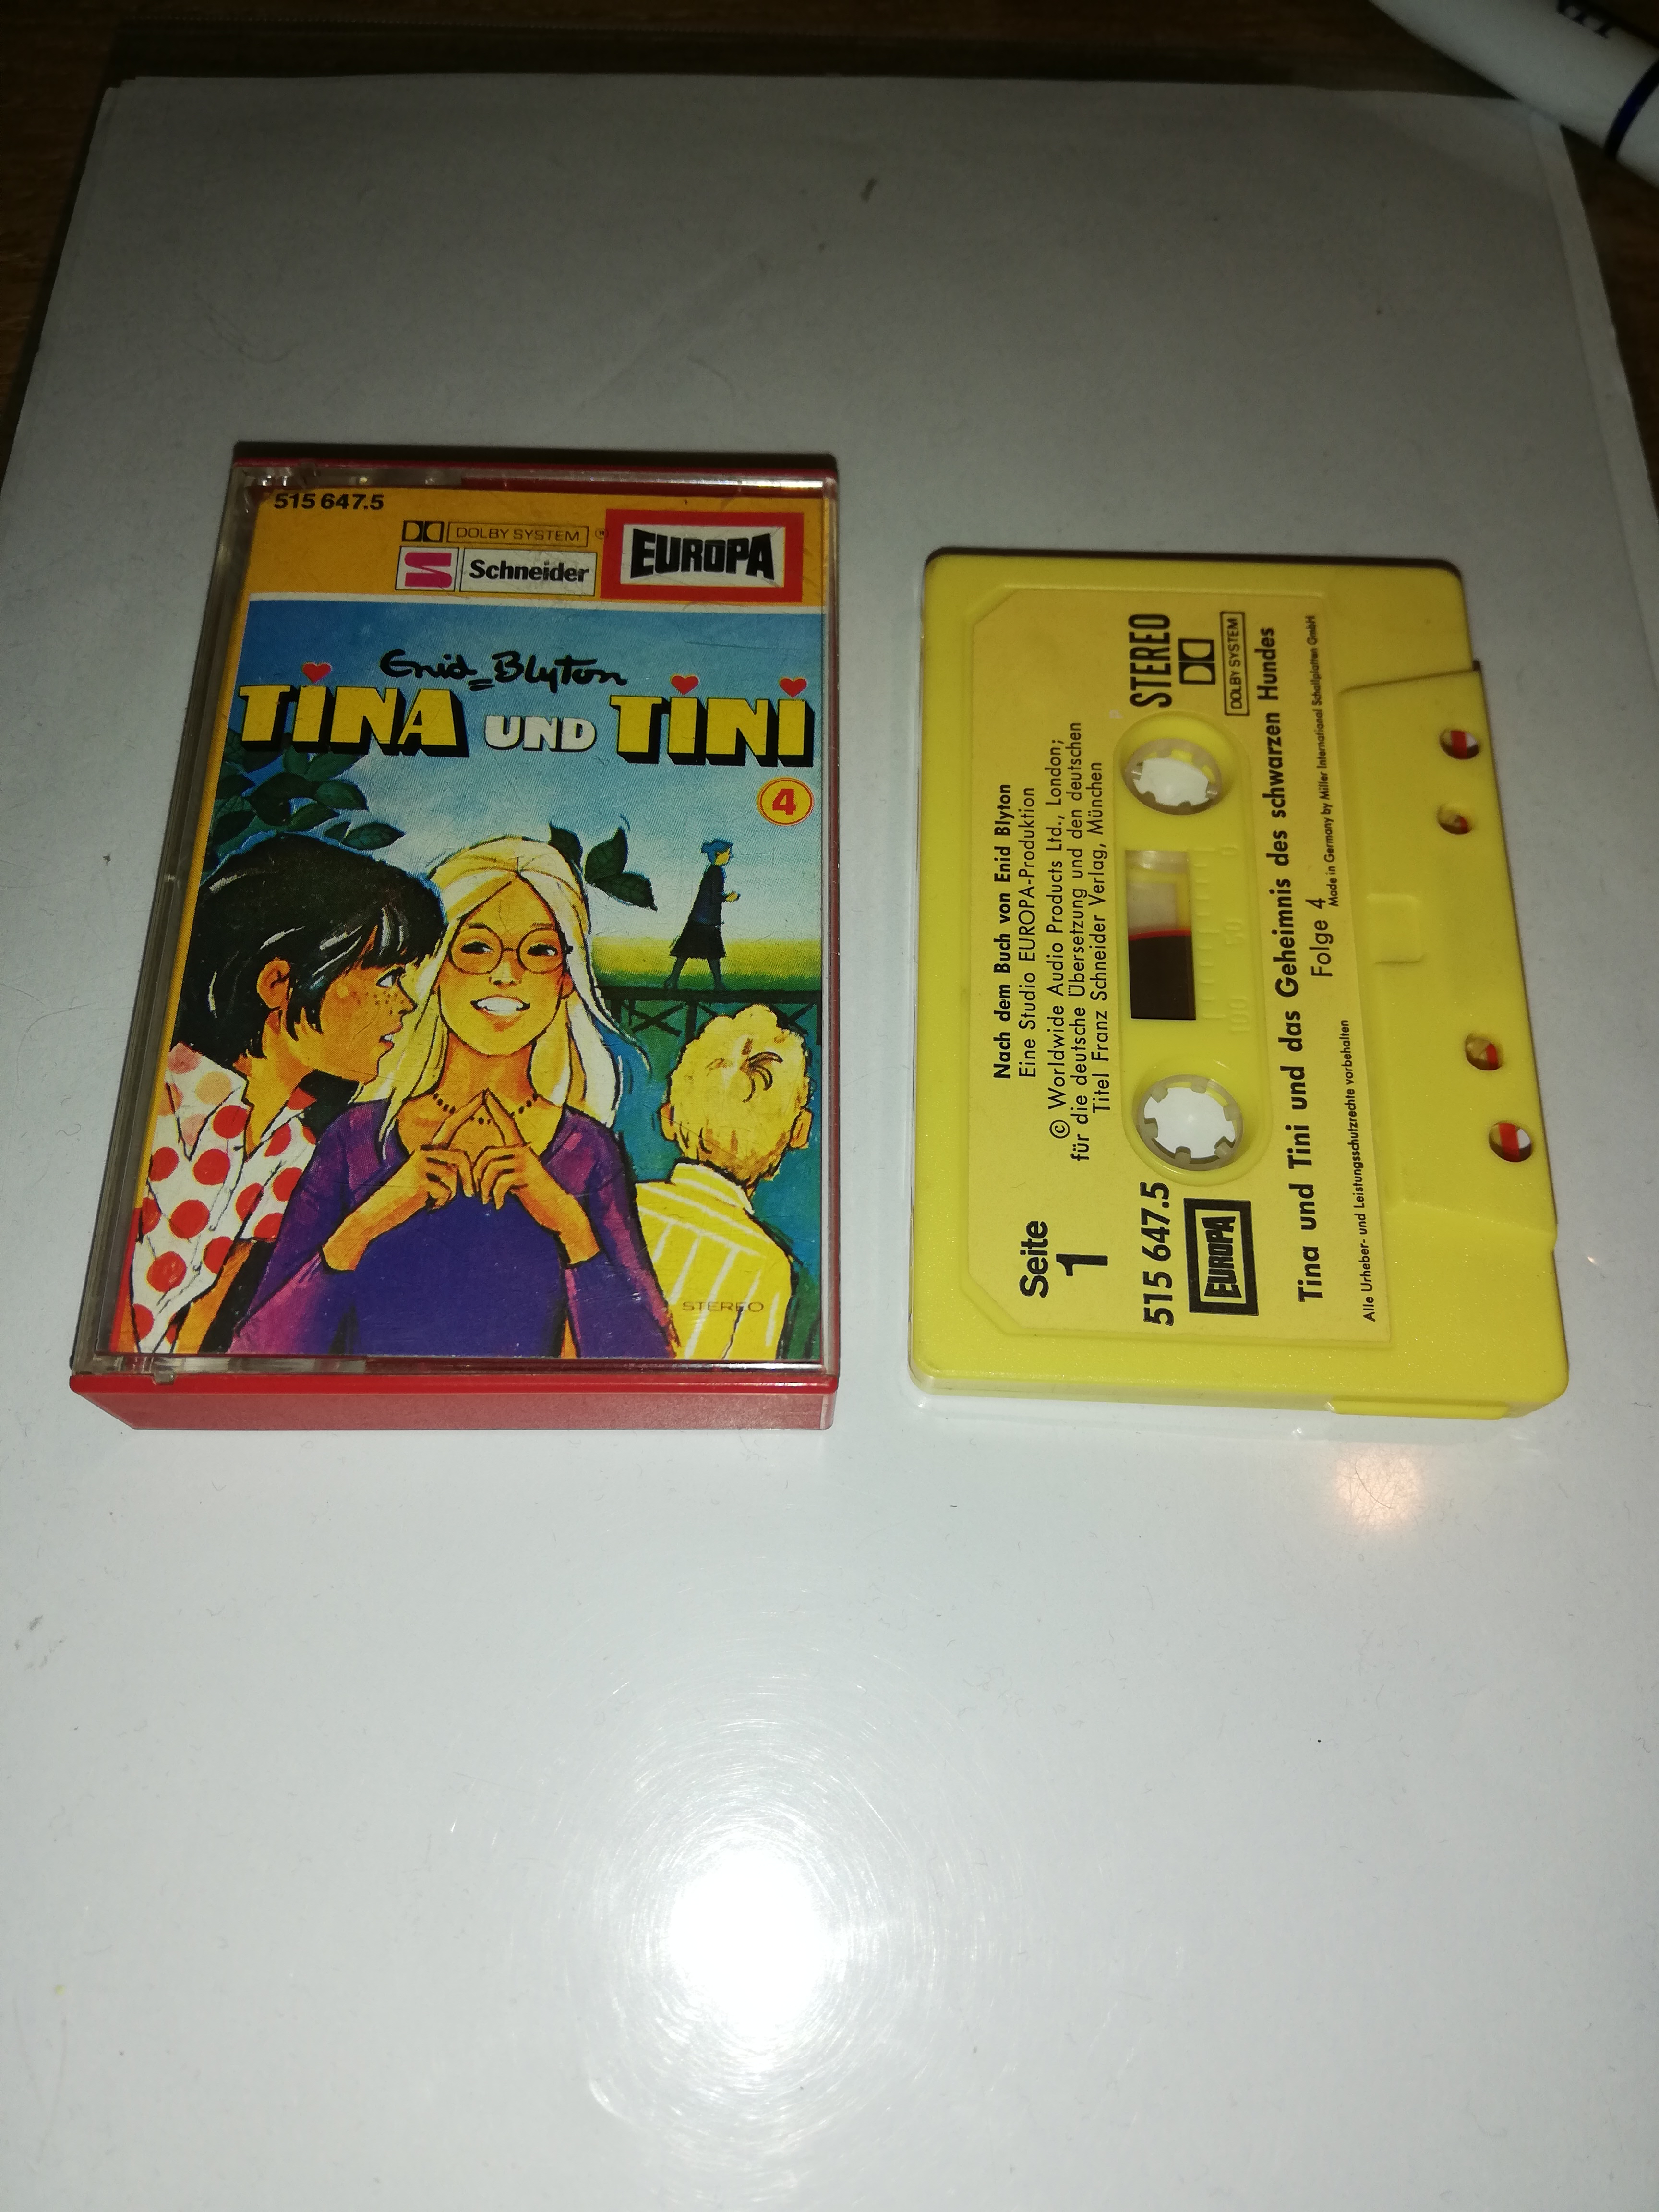 515 647.5
DOLBY SYSTEM
Schneider
EUROPA
Enid Blyton
TINA UND TINI
4
STEREO
Seite
1
Nach dem Buch von Enid Blyton
Eine Studio EUROPA-Produktion
© Worldwide Audio Products Ltd., London;
für die deutsche Übersetzung und den deutschen
Titel Franz Schneider Verlag, München
515 647.5
EUROPA
STEREO
DOLBY SYSTEM
Tina und Tini und das Geheimnis des schwarzen Hundes
Folge 4
Alle Urheber- und Leistungsschutzrechte vorbehalten
Made in Germany by Miller International Schallplatten GmbH
100 50 0